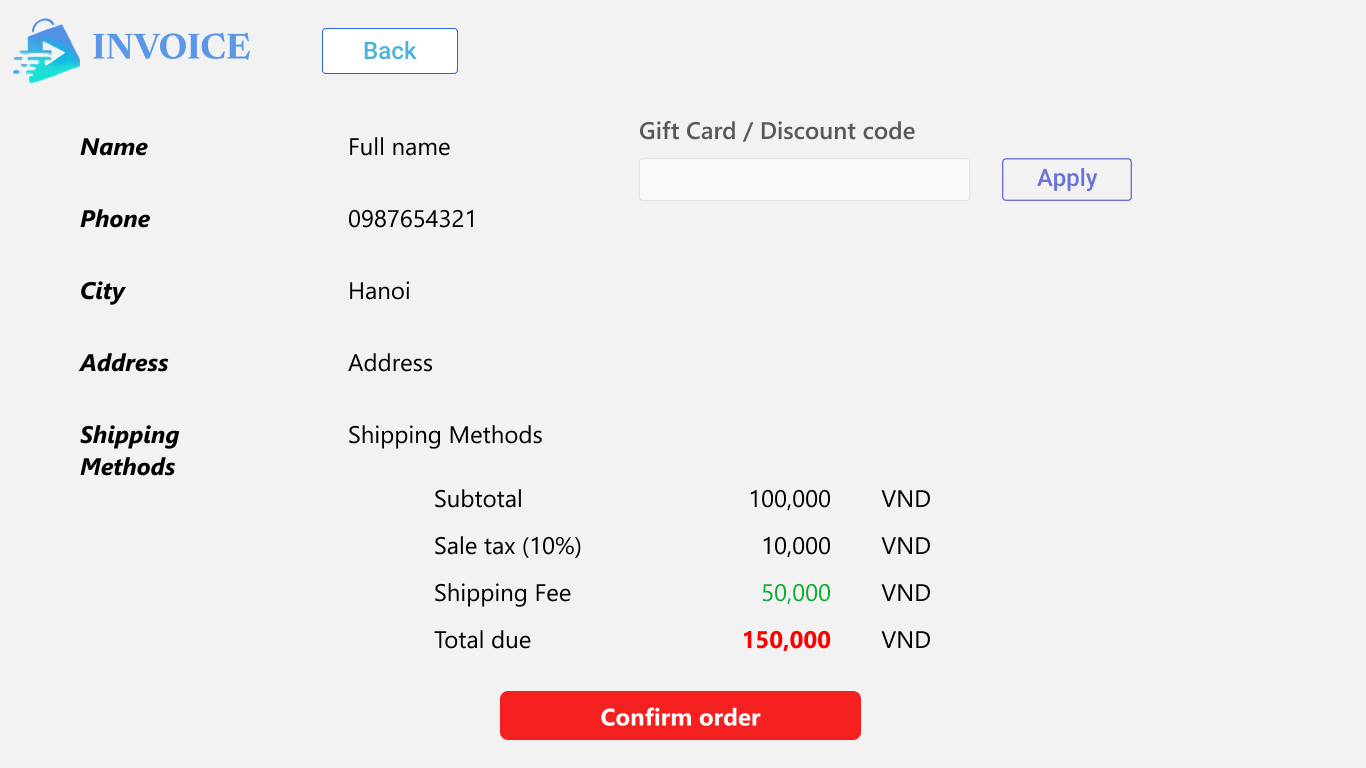 INVOICE
Back
Gift Card / Discount code
Name Full name
Apply
Phone 0987654321
City Hanoi
Address Address
Shipping Shipping Methods
Methods
Subtotal 100,000 VND
Sale tax (10%) 10,000 VND
Shipping Fee 50,000 VND
Total due 150,000 VND
Confirm order